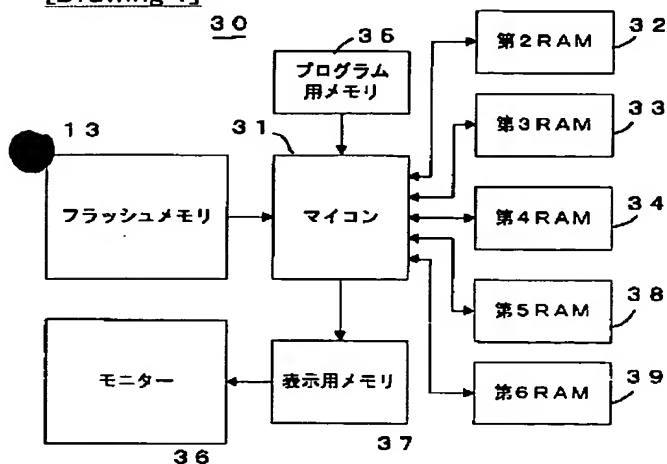 ３０
３５
プログラム
用メモリ
３２
第２ＲＡＭ
３３
第３ＲＡＭ
１３
３１
フラッシュメモリ
マイコン
３４
第４ＲＡＭ
３８
第５ＲＡＭ
モニター
表示用メモリ
３９
第６ＲＡＭ
３６
３７